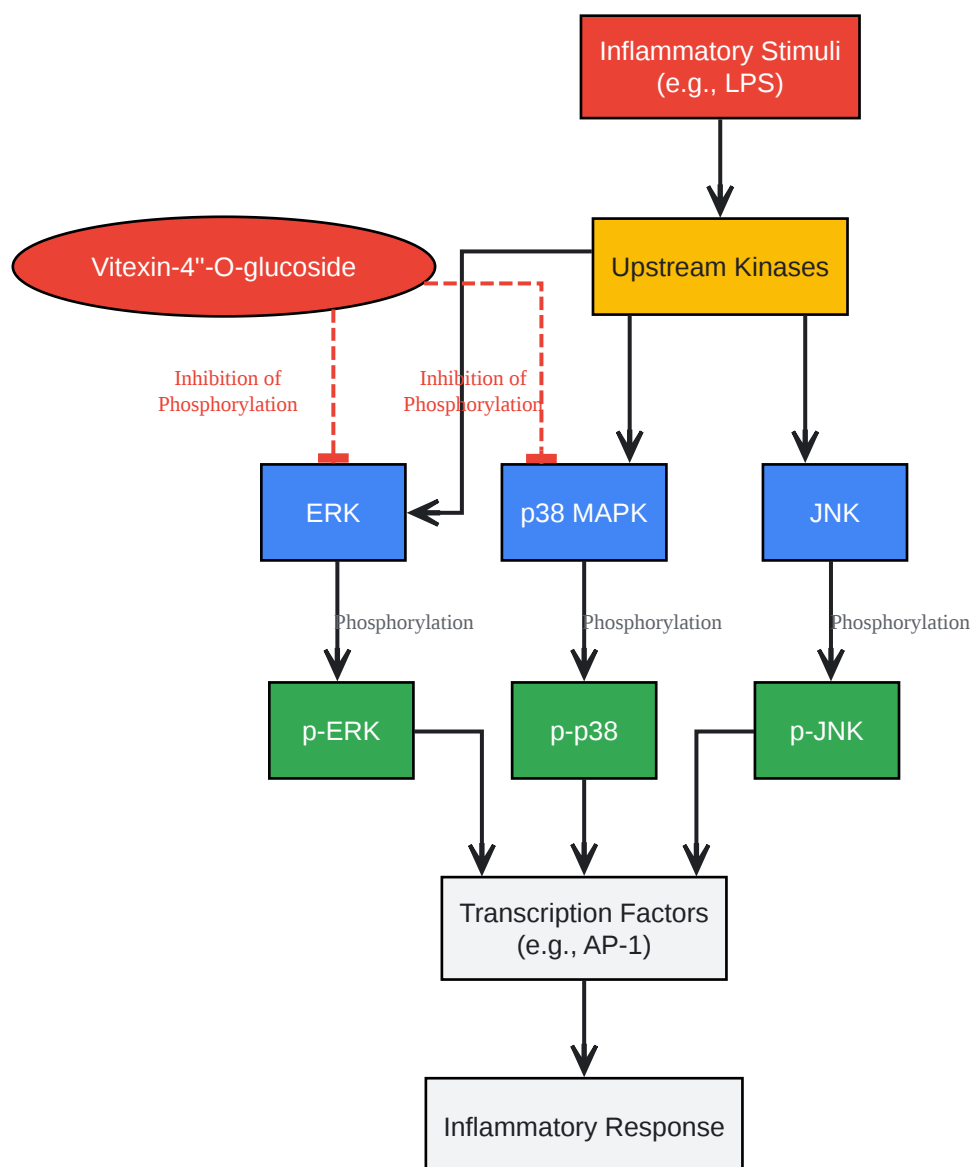 Inflammatory Stimuli
(e.g., LPS)
Vitexin-4''-O-glucoside
Upstream Kinases
Inhibition of
Phosphorylation
Inhibition of
Phosphorylation
ERK
p38 MAPK
JNK
Phosphorylation
Phosphorylation
Phosphorylation
p-ERK
p-p38
p-JNK
Transcription Factors
(e.g., AP-1)
Inflammatory Response